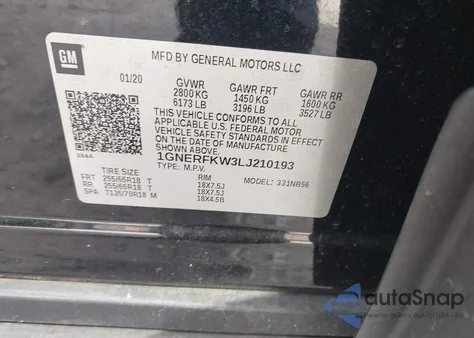 GM
MFD BY GENERAL MOTORS LLC
01/20 GVWR GAWR FRT GAWR RR
2800 KG 1450 KG 1600 KG
6173 LB 3196 LB 3527 LB
THIS VEHICLE CONFORMS TO ALL
APPLICABLE U.S. FEDERAL MOTOR
VEHICLE SAFETY STANDARDS IN EFFECT
ON THE DATE OF MANUFACTURE
SHOWN ABOVE.
1GNERFKW3LJ210193
TYPE: M.P.V. MODEL: 331NB56
TIRE SIZE RIM
FRT 255/65R18 T 18X7.5J
RR 255/65R18 T 18X7.5J
SP T135/70R18 M 18X4.5B
autoSnap